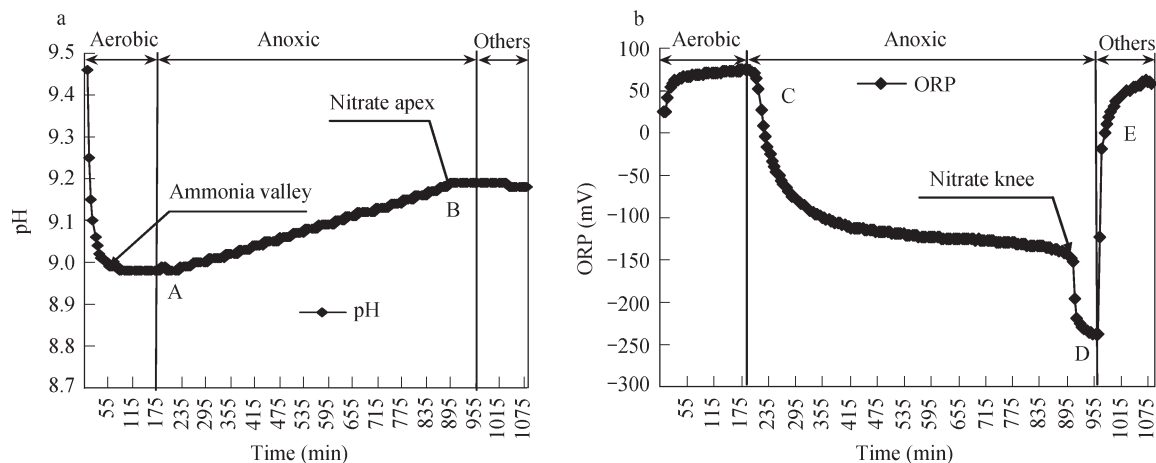 a
Aerobic
Anoxic
Others
9.5
9.4
9.3
9.2
9.1
9.0
8.9
8.8
8.7
pH
Nitrate apex
Ammonia valley
A
B
pH
55
115
175
235
295
355
415
475
535
595
655
715
775
835
895
955
1015
1075
Time (min)
b
Aerobic
Anoxic
Others
100
50
0
−50
−100
−150
−200
−250
−300
ORP (mV)
C
ORP
Nitrate knee
D
E
55
115
175
235
295
355
415
475
535
595
655
715
775
835
895
955
1015
1075
Time (min)